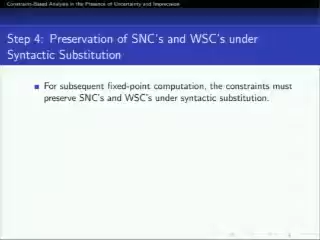 Constraints-Based Analysis in the Presence of Uncertainty and Imprecision
Step 4: Preservation of SNC's and WSC's under
Syntactic Substitution
For subsequent fixed-point computation, the constraints must
preserve SNC's and WSC's under syntactic substitution.